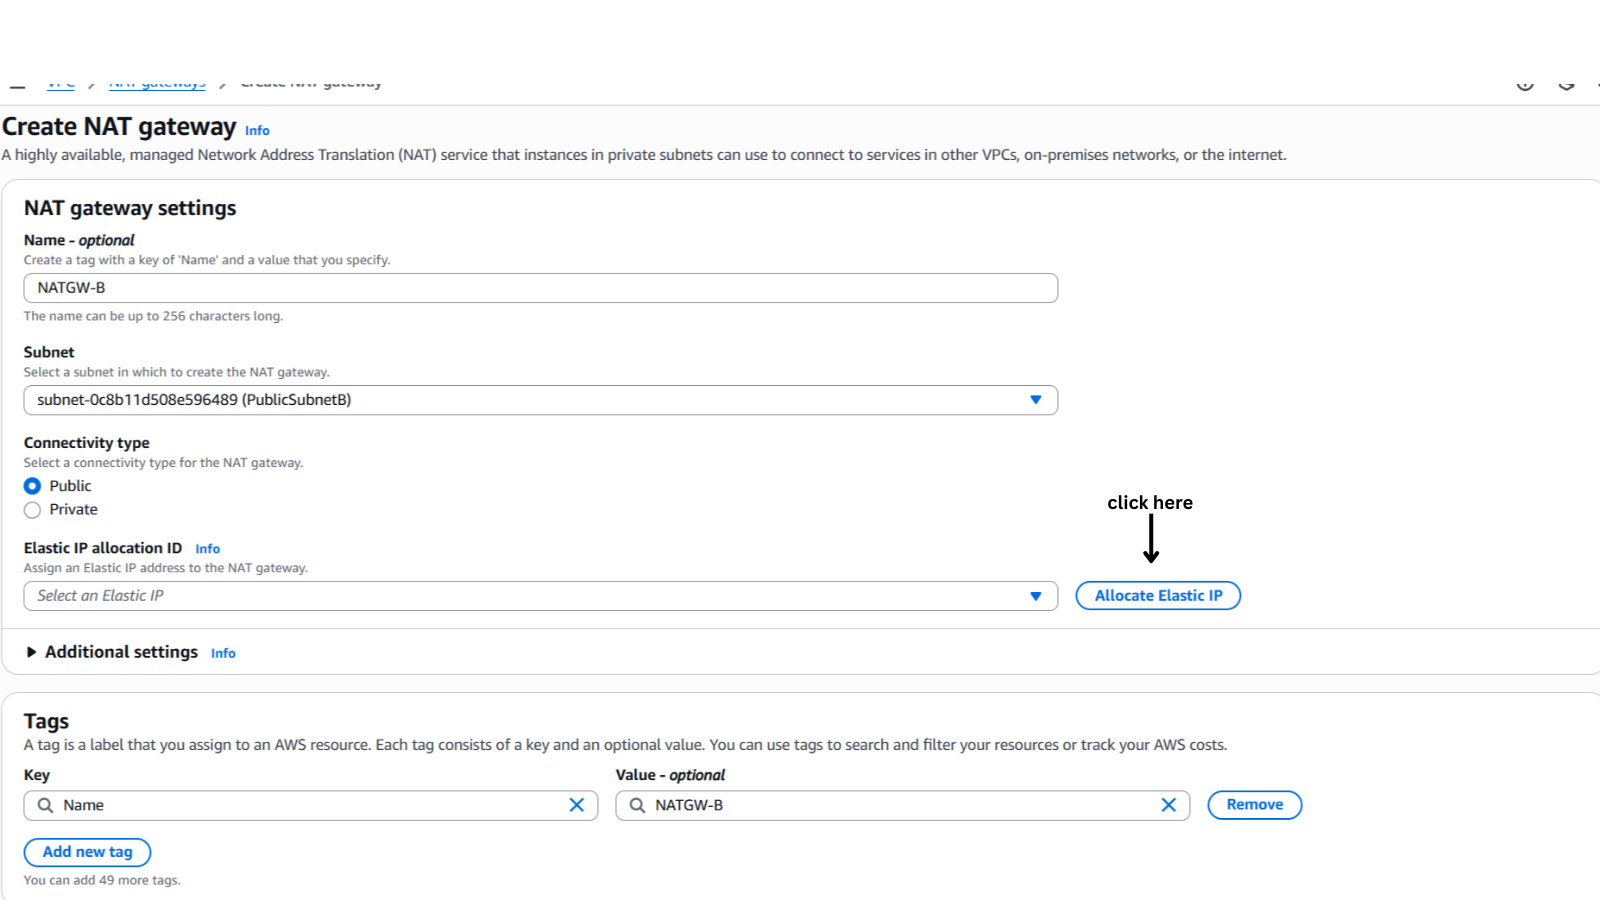 VPC > NAT gateways > Create NAT gateway
Create NAT gateway Info
A highly available, managed Network Address Translation (NAT) service that instances in private subnets can use to connect to services in other VPCs, on-premises networks, or the internet.
NAT gateway settings
Name - optional
Create a tag with a key of 'Name' and a value that you specify.
NATGW-B
The name can be up to 256 characters long.
Subnet
Select a subnet in which to create the NAT gateway.
subnet-0c8b11d508e596489 (PublicSubnetB)
Connectivity type
Select a connectivity type for the NAT gateway.
Public
Private
click here
Elastic IP allocation ID Info
Assign an Elastic IP address to the NAT gateway.
Select an Elastic IP
Allocate Elastic IP
Additional settings Info
Tags
A tag is a label that you assign to an AWS resource. Each tag consists of a key and an optional value. You can use tags to search and filter your resources or track your AWS costs.
Key
Value - optional
Name
NATGW-B
Remove
Add new tag
You can add 49 more tags.